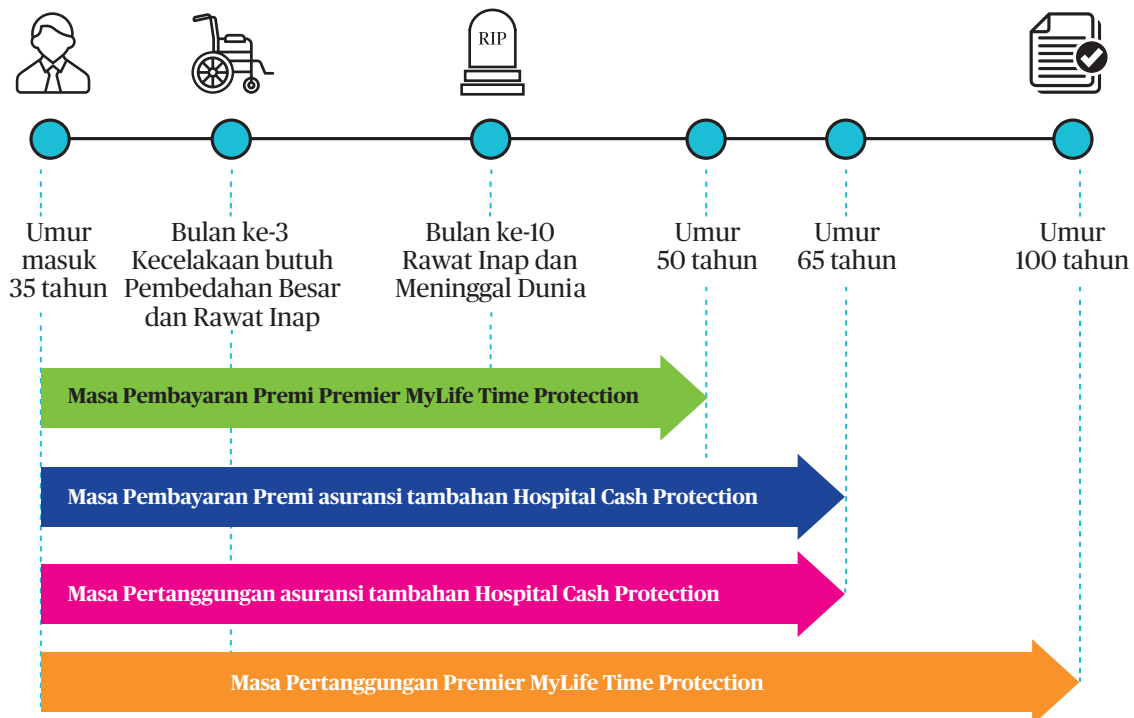 RIP
Umur
masuk
35 tahun
Bulan ke-3
Kecelakaan butuh
Pembedahan Besar
dan Rawat Inap
Bulan ke-10
Rawat Inap dan
Meninggal Dunia
Umur
50 tahun
Umur
65 tahun
Umur
100 tahun
Masa Pembayaran Premi Premier MyLife Time Protection
Masa Pembayaran Premi asuransi tambahan Hospital Cash Protection
Masa Pertanggungan asuransi tambahan Hospital Cash Protection
Masa Pertanggungan Premier MyLife Time Protection